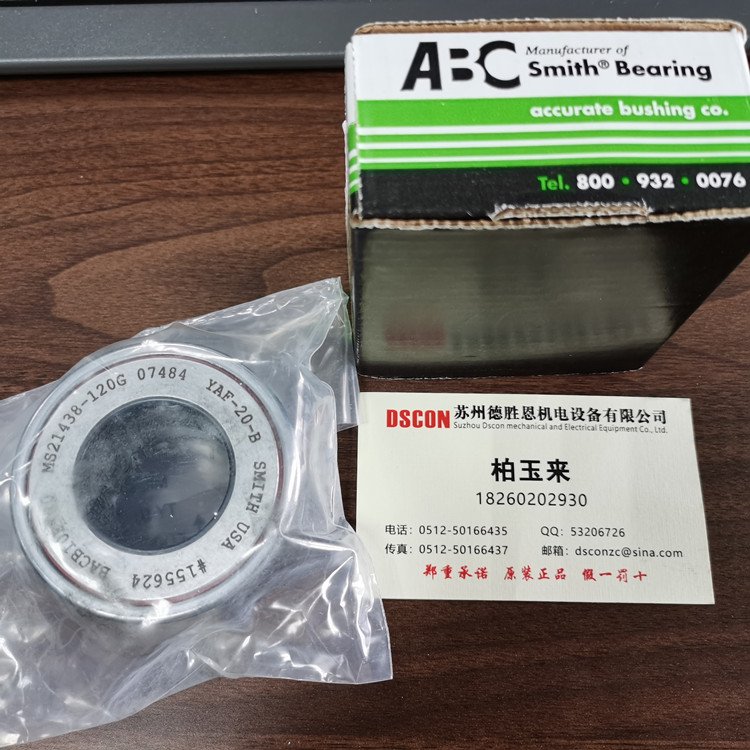 ABC Manufacturer of
Smith® Bearing
accurate bushing co.
Tel. 800 • 932 • 0076
DSCON
MS21438-120G 07484 YAF-20-B SMITH USA #155624
DSCON 苏州德胜恩机电设备有限公司
Suzhou Dscon mechanical and Electrical Equipment Co., Ltd.
柏玉来
18260202930
电话：0512-50166435 QQ：53206726
传真：0512-50166437 邮箱：dsconzc@sina.com
郑重承诺 原装正品 假一罚十